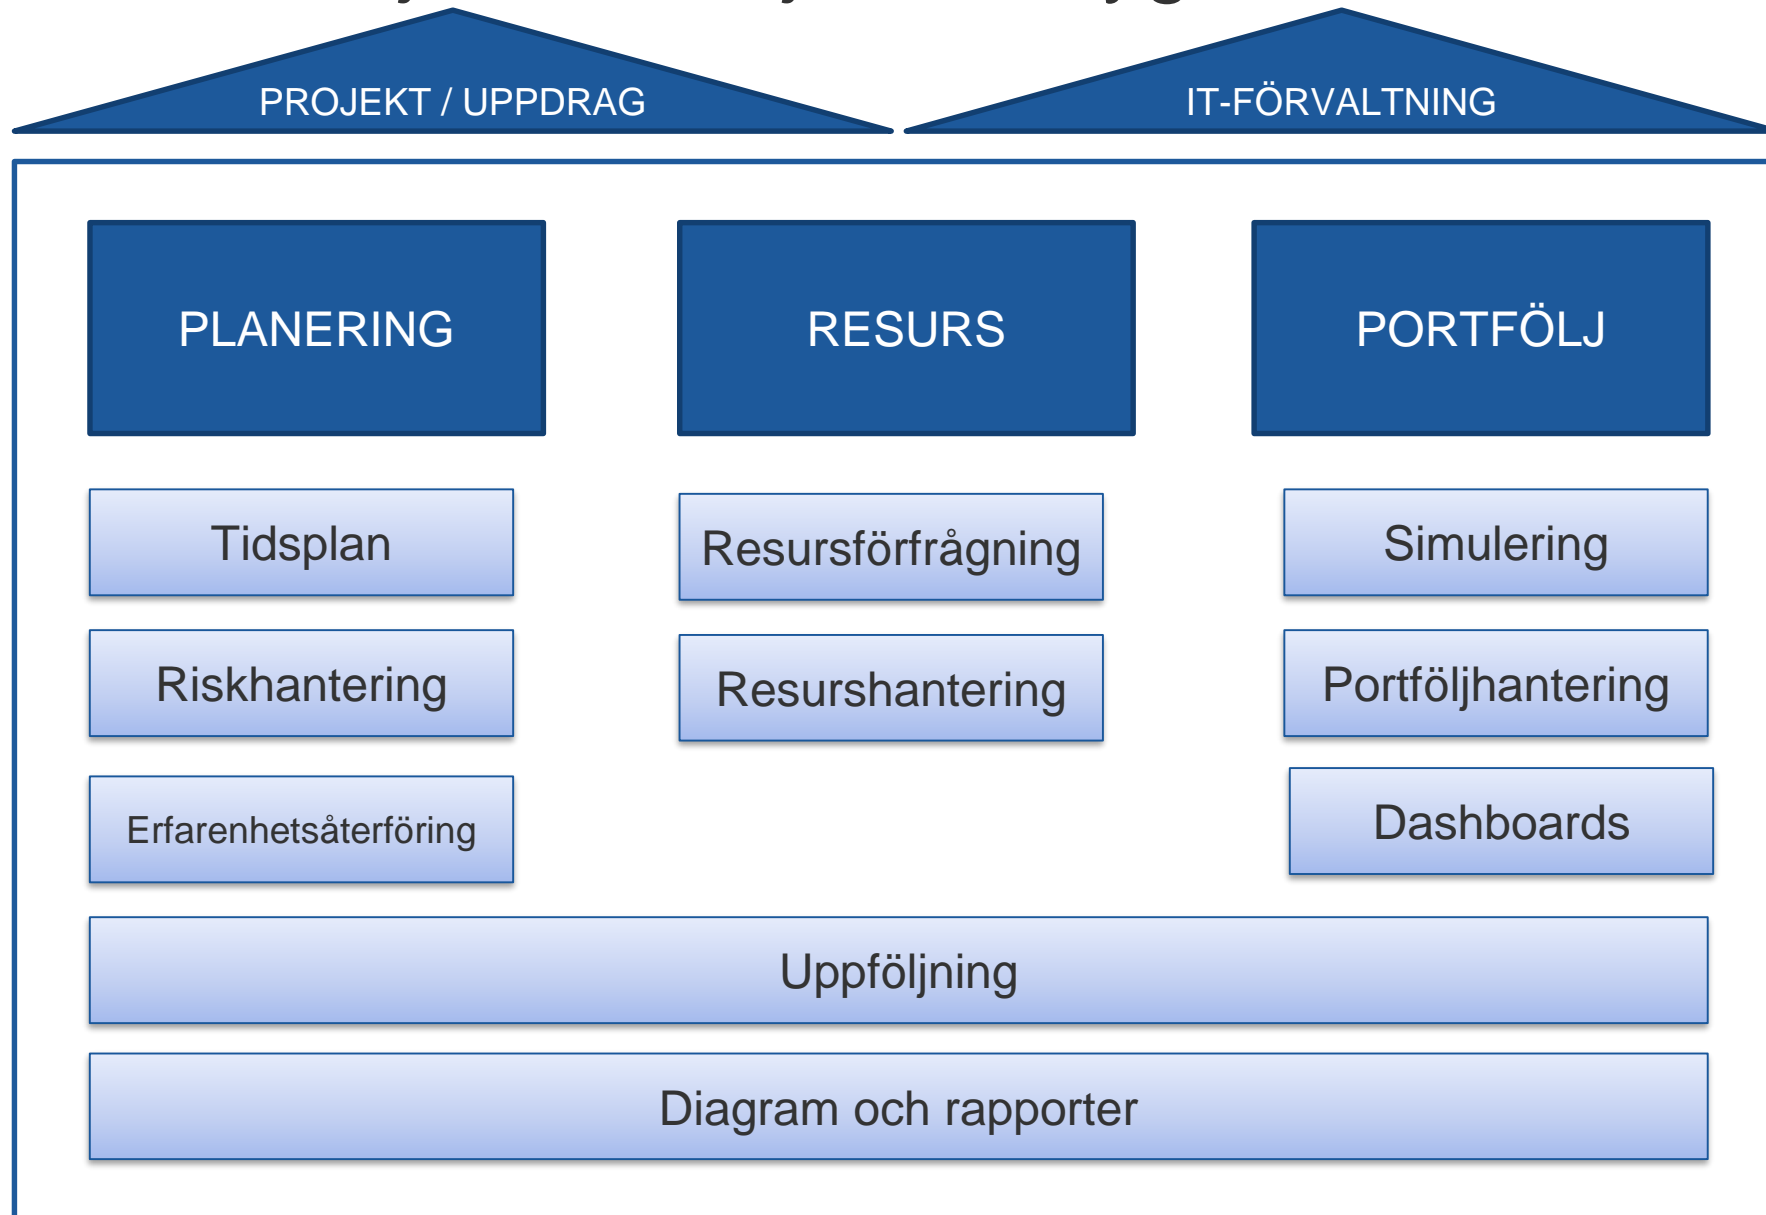 PROJEKT / UPPDRAG
IT-FÖRVALTNING
PLANERING
RESURS
PORTFÖLJ
Tidsplan
Resursförfrågning
Simulering
Riskhantering
Resurshantering
Portföljhantering
Erfarenhetsåterföring
Dashboards
Uppföljning
Diagram och rapporter